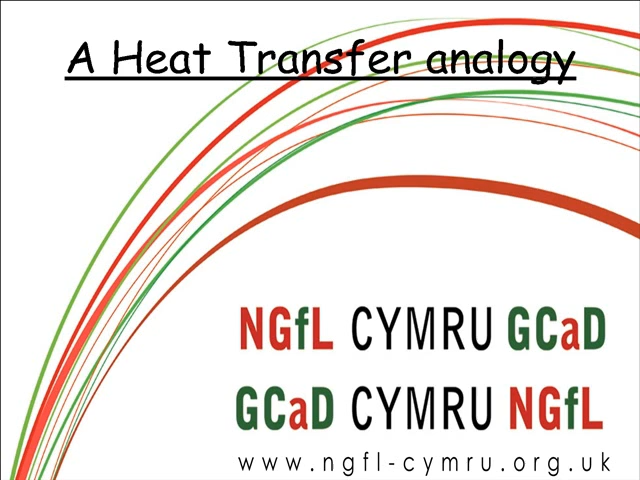 A Heat Transfer analogy
NGfL CYMRU GCaD
GCaD CYMRU NGfL
www.ngfl-cymru.org.uk